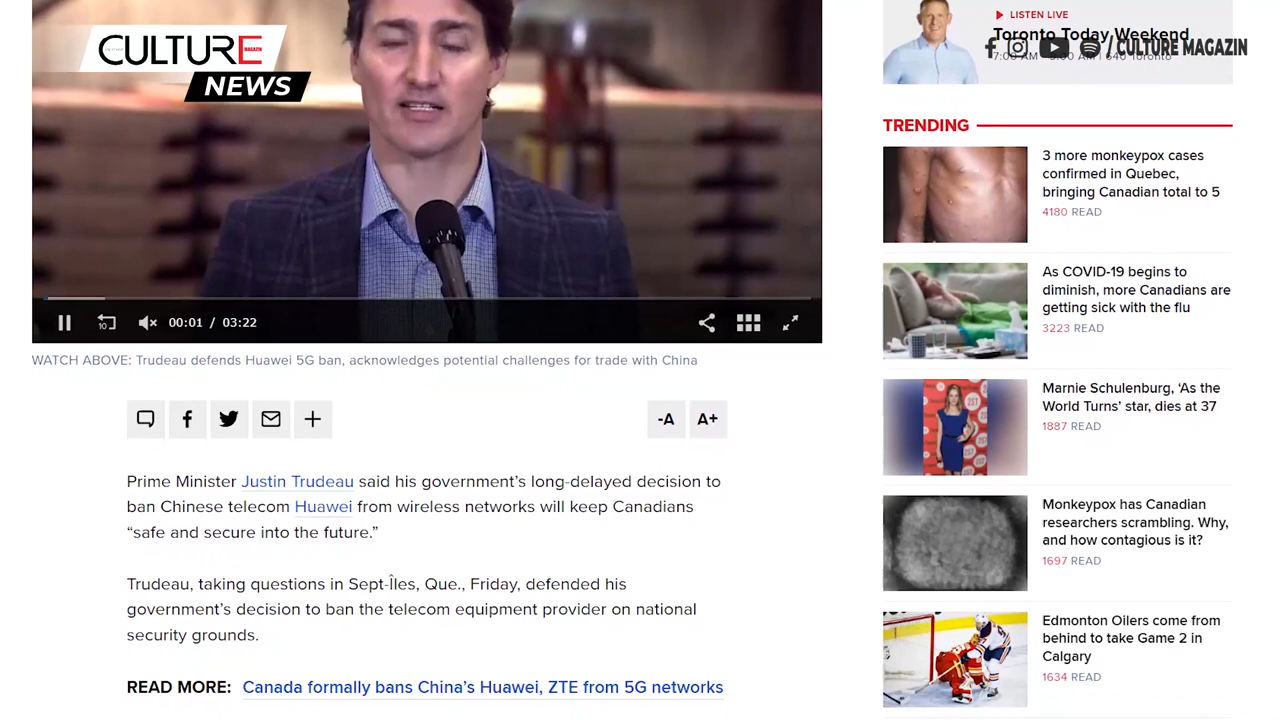 CULTURE
MAGAZIN
NEWS
LISTEN LIVE
Toronto Today Weekend
/ CULTURE MAGAZIN
TRENDING
3 more monkeypox cases
confirmed in Quebec,
bringing Canadian total to 5
4180 READ
As COVID-19 begins to
diminish, more Canadians are
getting sick with the flu
3223 READ
Marnie Schulenburg, ‘As the
World Turns’ star, dies at 37
1887 READ
Monkeypox has Canadian
researchers scrambling. Why,
and how contagious is it?
1697 READ
Edmonton Oilers come from
behind to take Game 2 in
Calgary
1634 READ
10
00:01 / 03:22
WATCH ABOVE: Trudeau defends Huawei 5G ban, acknowledges potential challenges for trade with China
-A A+
Prime Minister Justin Trudeau said his government’s long-delayed decision to
ban Chinese telecom Huawei from wireless networks will keep Canadians
“safe and secure into the future.”
Trudeau, taking questions in Sept-Îles, Que., Friday, defended his
government’s decision to ban the telecom equipment provider on national
security grounds.
READ MORE: Canada formally bans China’s Huawei, ZTE from 5G networks